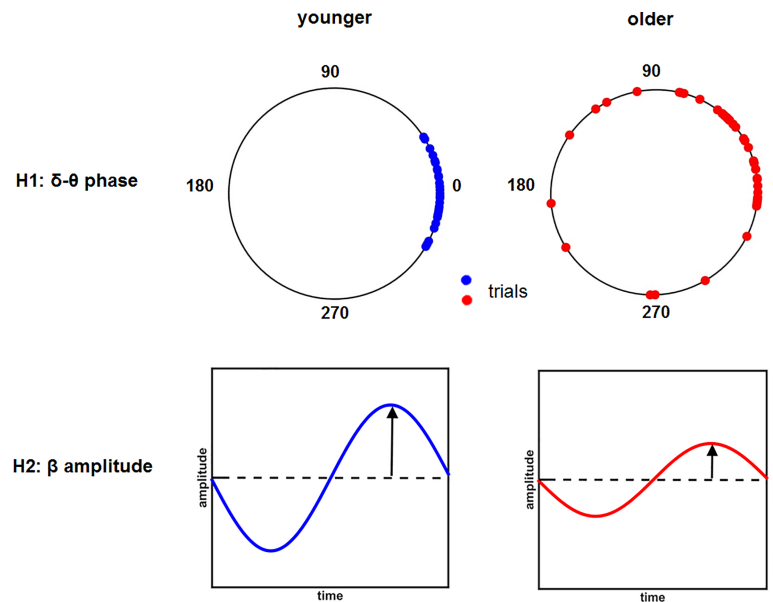 younger
older
90
90
H1: δ-θ phase
180
0
180
trials
270
270
H2: β amplitude
amplitude
amplitude
time
time